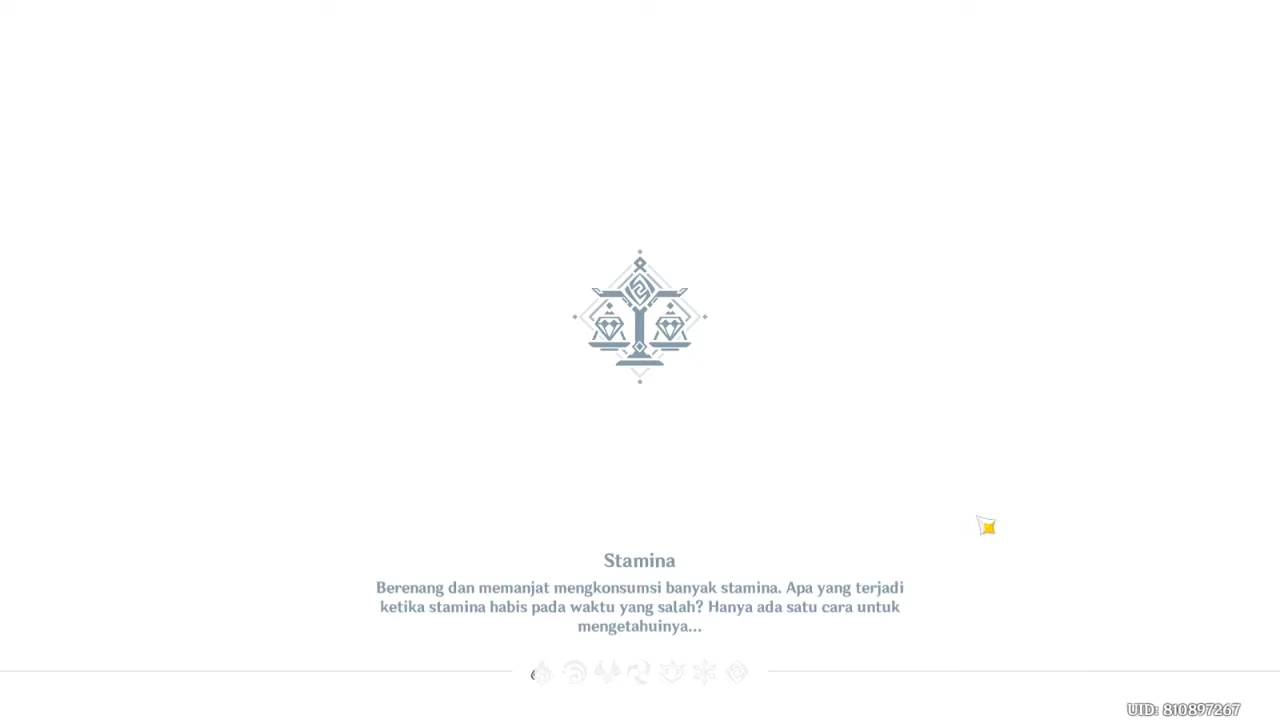 Stamina
Berenang dan memanjat mengkonsumsi banyak stamina. Apa yang terjadi
ketika stamina habis pada waktu yang salah? Hanya ada satu cara untuk
mengetahuinya...
UID: 810897267